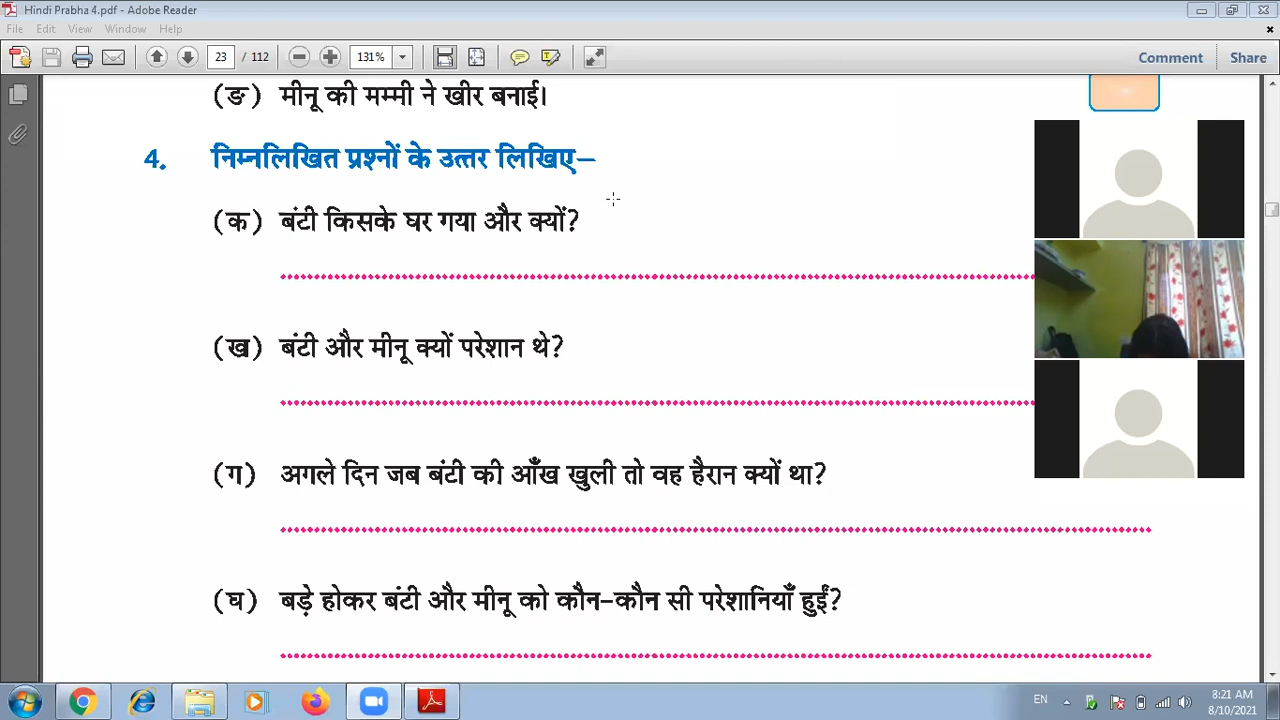 Hindi Prabha 4.pdf - Adobe Reader
File Edit View Window Help
23 / 112 131% Comment Share
(ङ) मीनू की मम्मी ने खीर बनाई।
4. निम्नलिखित प्रश्नों के उत्तर लिखिए–
(क) बंटी किसके घर गया और क्यों?
(ख) बंटी और मीनू क्यों परेशान थे?
(ग) अगले दिन जब बंटी की आँख खुली तो वह हैरान क्यों था?
(घ) बड़े होकर बंटी और मीनू को कौन-कौन सी परेशानियाँ हुईं?
EN
8:21 AM
8/10/2021